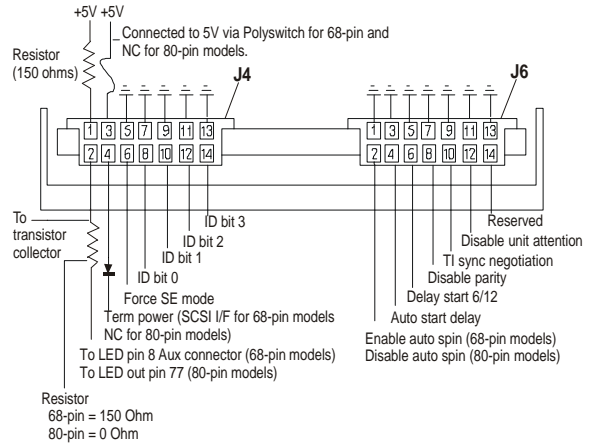 +5V +5V
Connected to 5V via Polyswitch for 68-pin and
NC for 80-pin models.
Resistor
(150 ohms)
J4
J6
1 3 5 7 9 11 13
2 4 6 8 10 12 14
1 3 5 7 9 11 13
2 4 6 8 10 12 14
To
transistor
collector
ID bit 3
ID bit 2
ID bit 1
ID bit 0
Force SE mode
Term power (SCSI I/F for 68-pin models
NC for 80-pin models)
To LED pin 8 Aux connector (68-pin models)
To LED out pin 77 (80-pin models)
Resistor
68-pin = 150 Ohm
80-pin = 0 Ohm
Reserved
Disable unit attention
TI sync negotiation
Disable parity
Delay start 6/12
Auto start delay
Enable auto spin (68-pin models)
Disable auto spin (80-pin models)